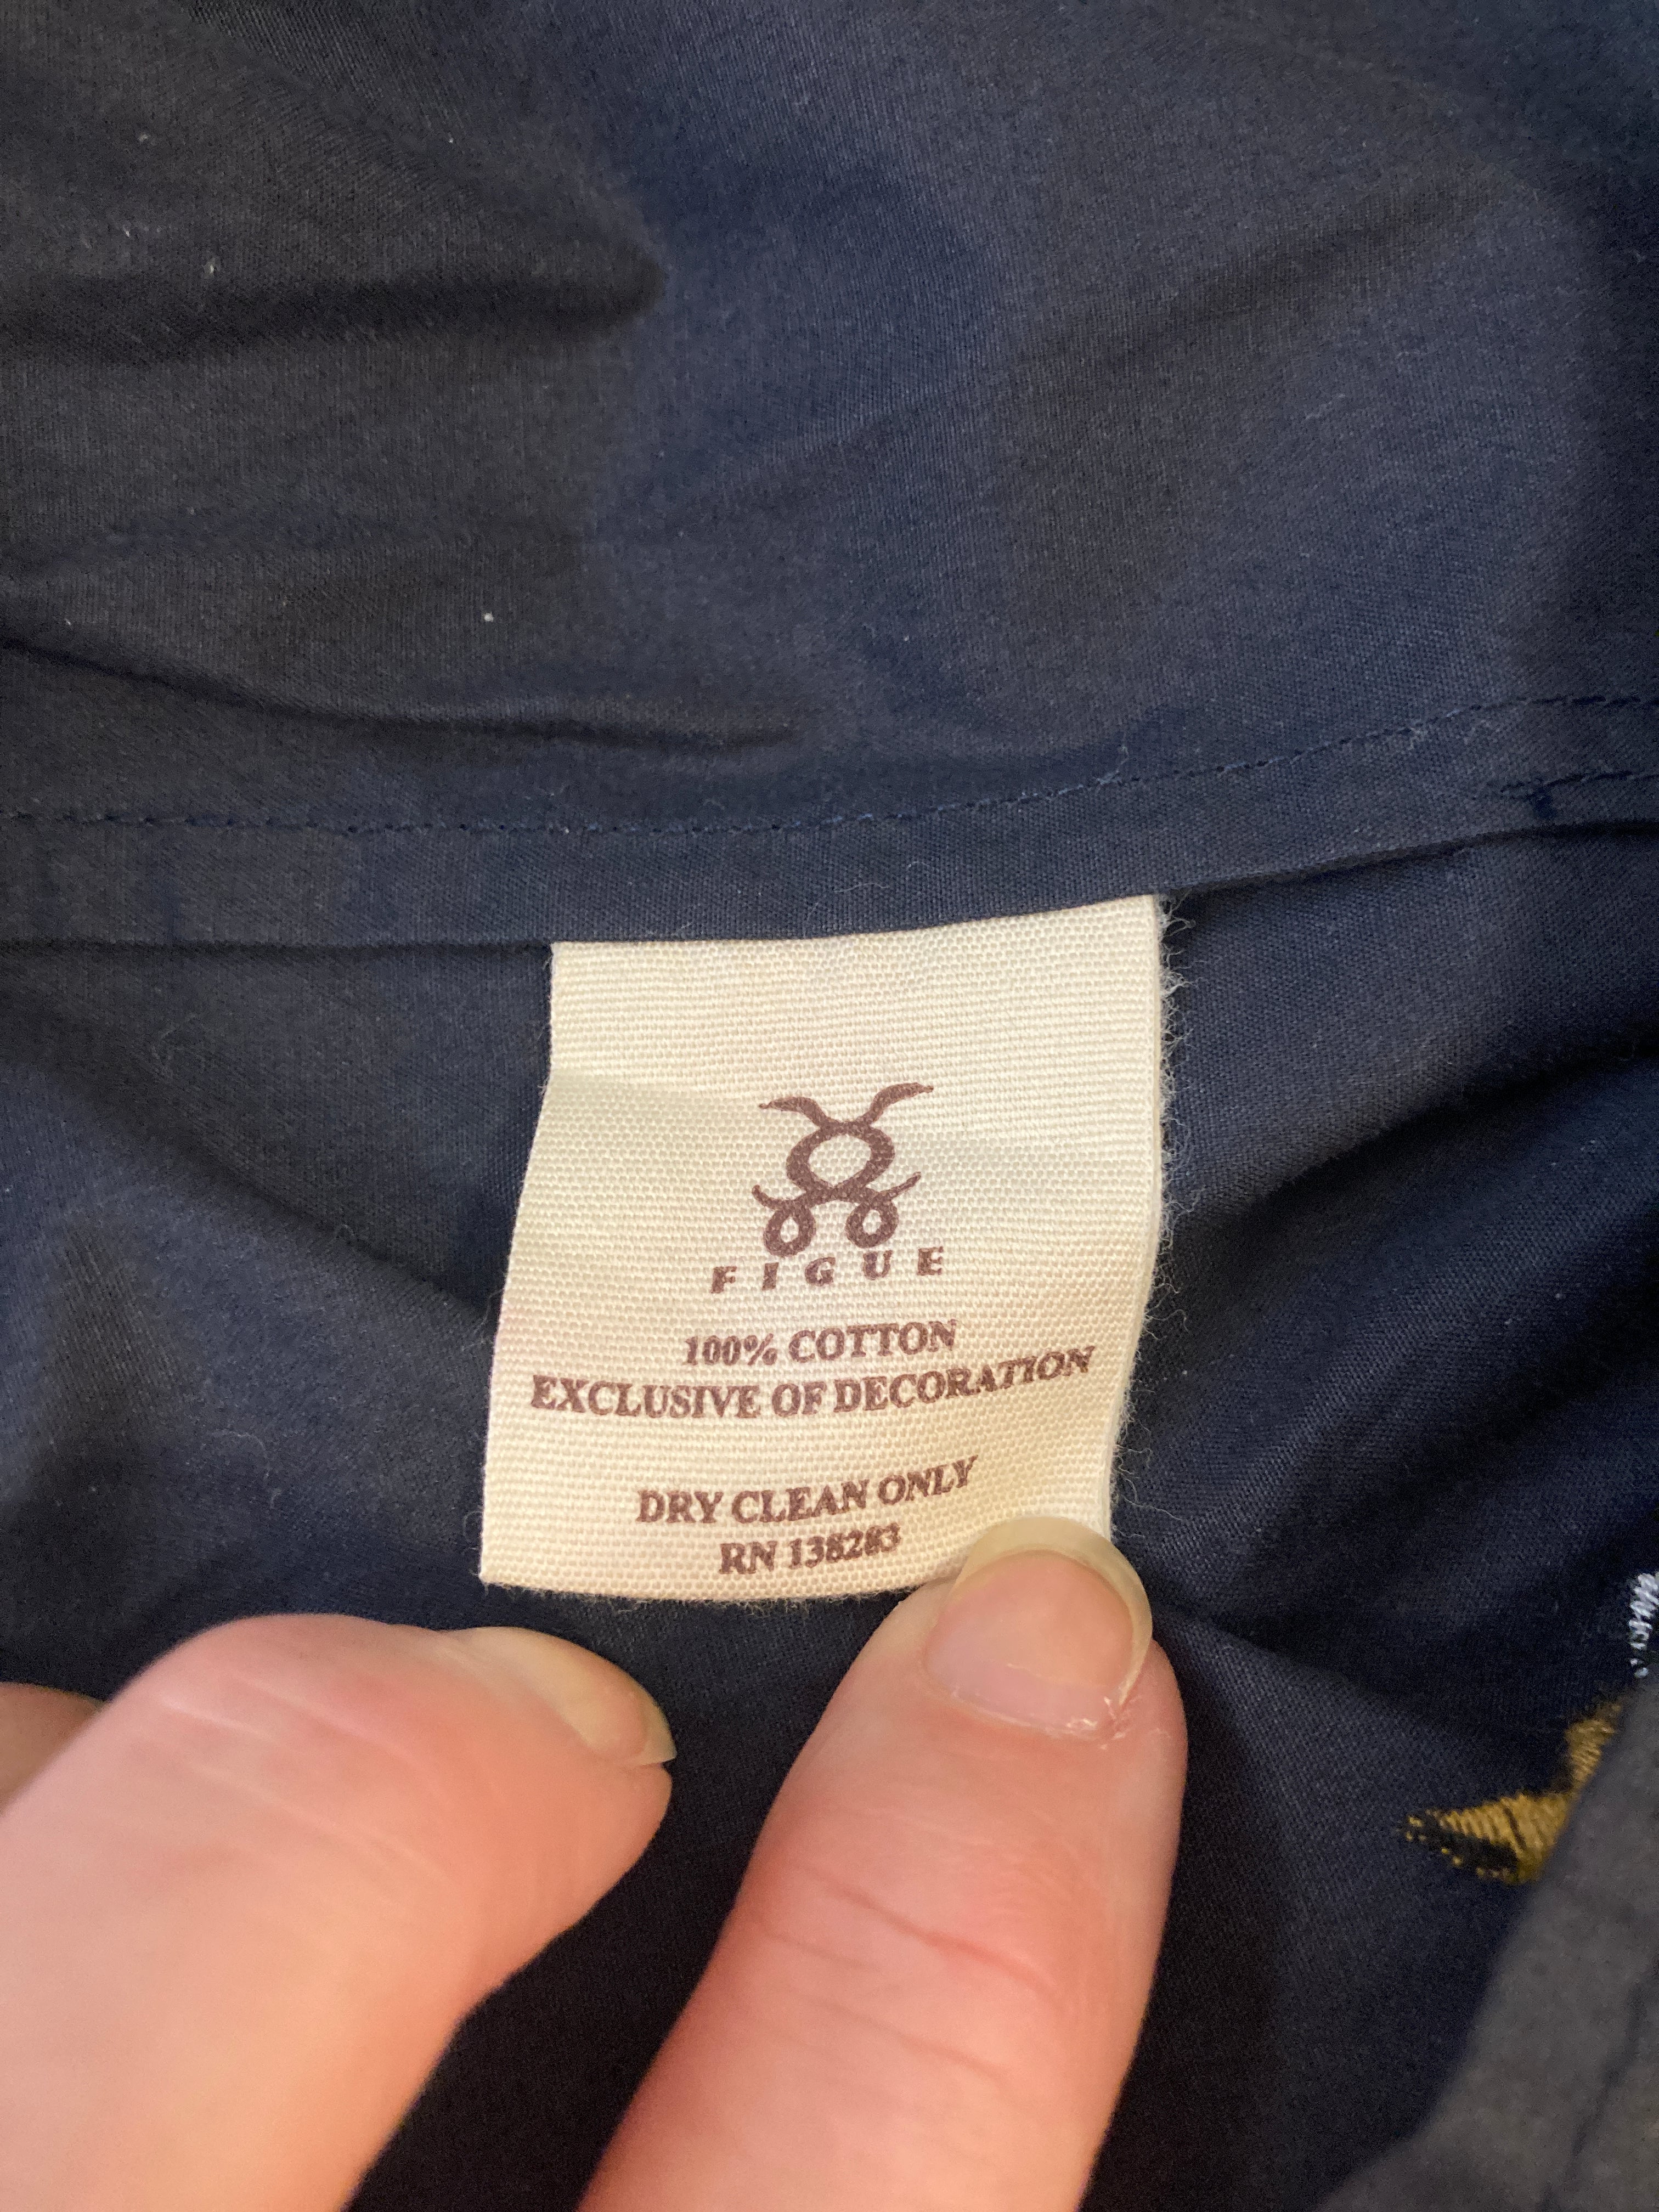 FIGUE
100% COTTON
EXCLUSIVE OF DECORATION
DRY CLEAN ONLY
RN 138283